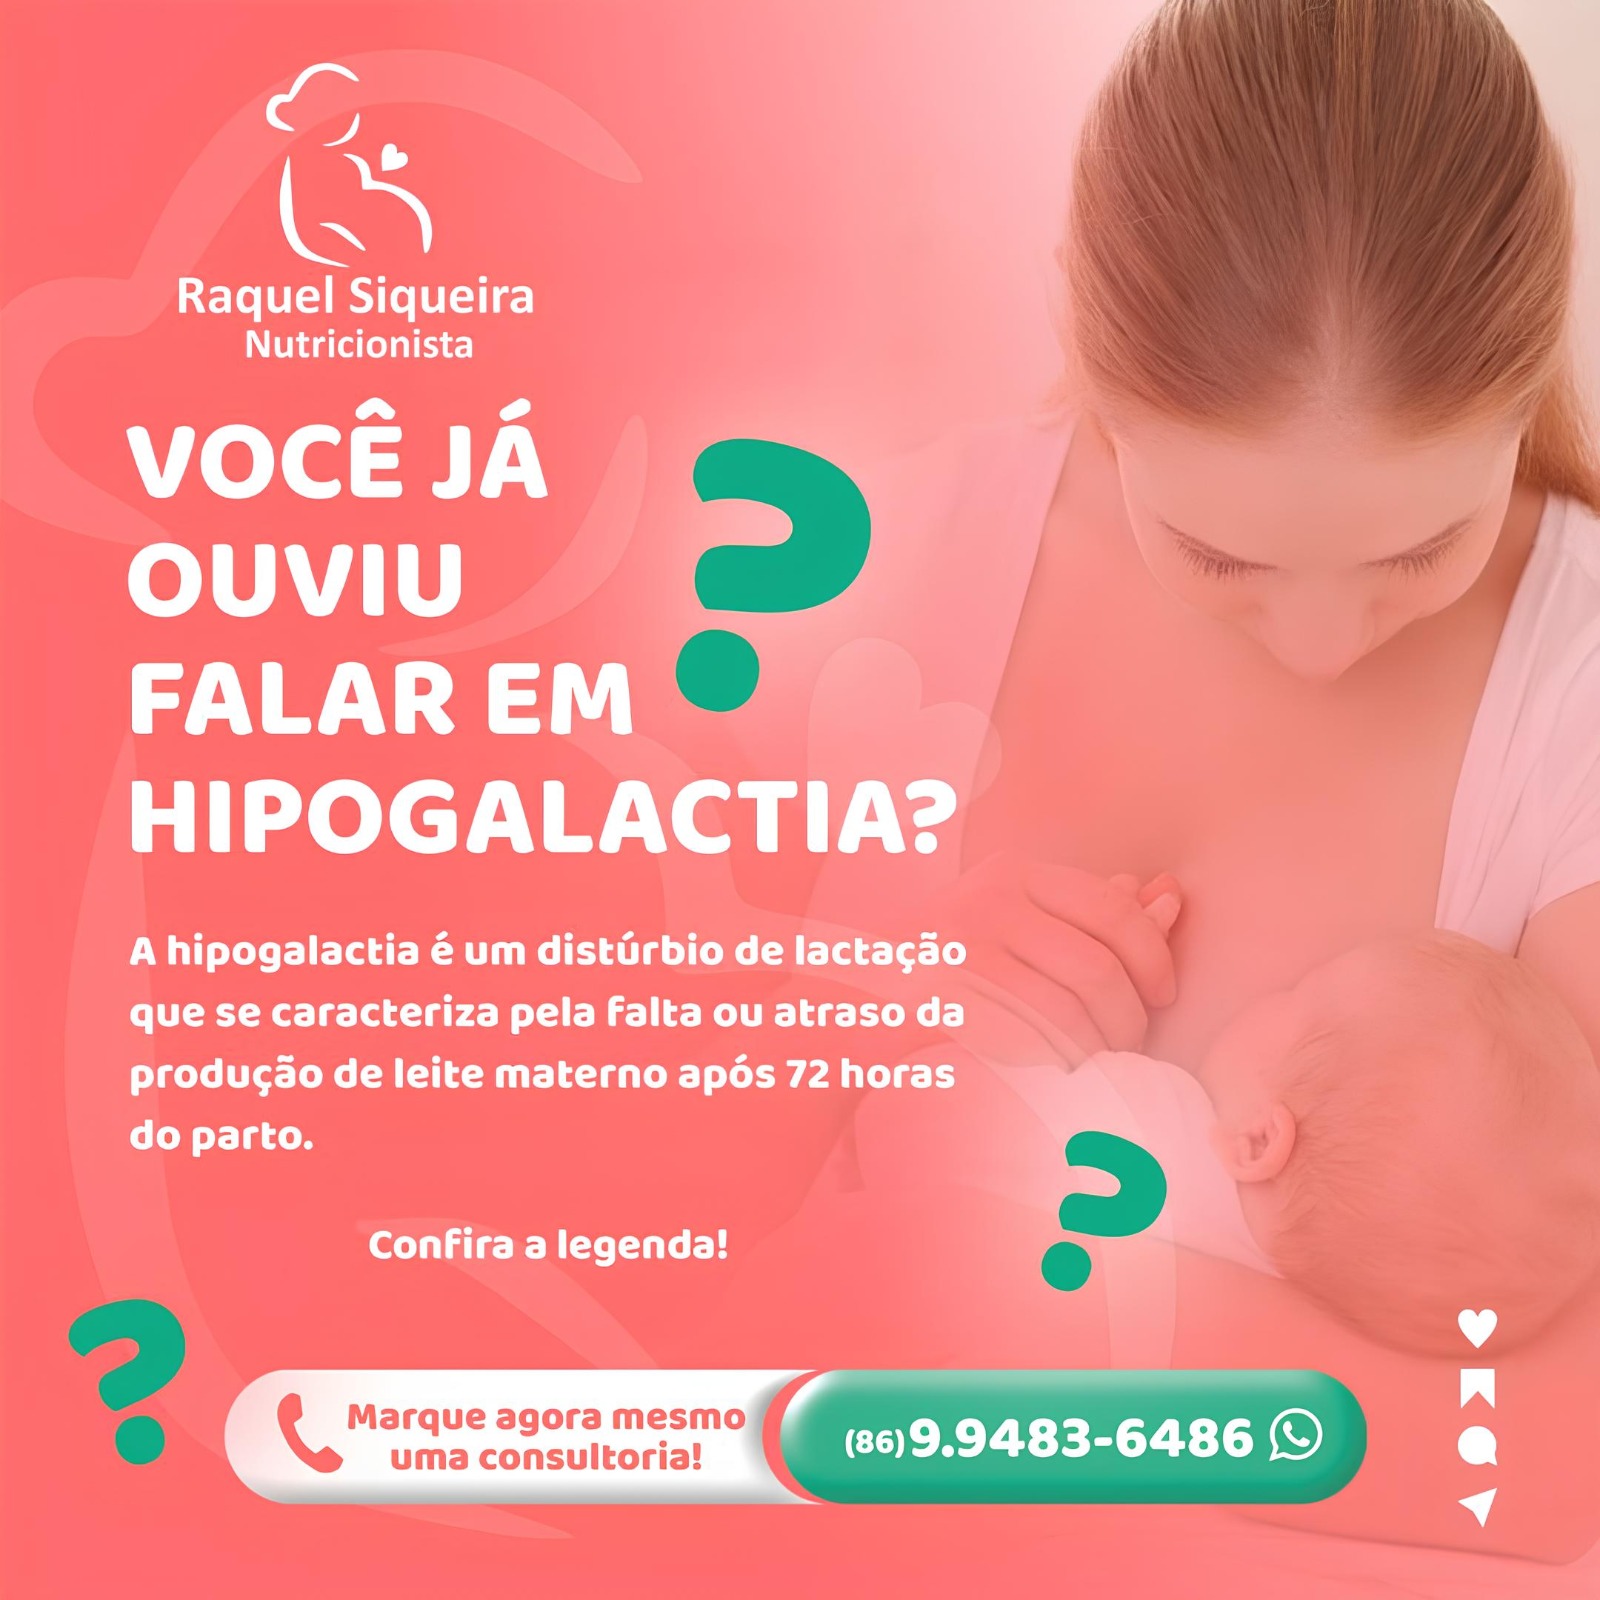 Raquel Siqueira
Nutricionista
VOCÊ JÁ
OUVIU
FALAR EM
HIPOGALACTIA?
?
A hipogalactia é um distúrbio de lactação
que se caracteriza pela falta ou atraso da
produção de leite materno após 72 horas
do parto.
?
Confira a legenda!
?
Marque agora mesmo
uma consultoria!
(86)9.9483-6486